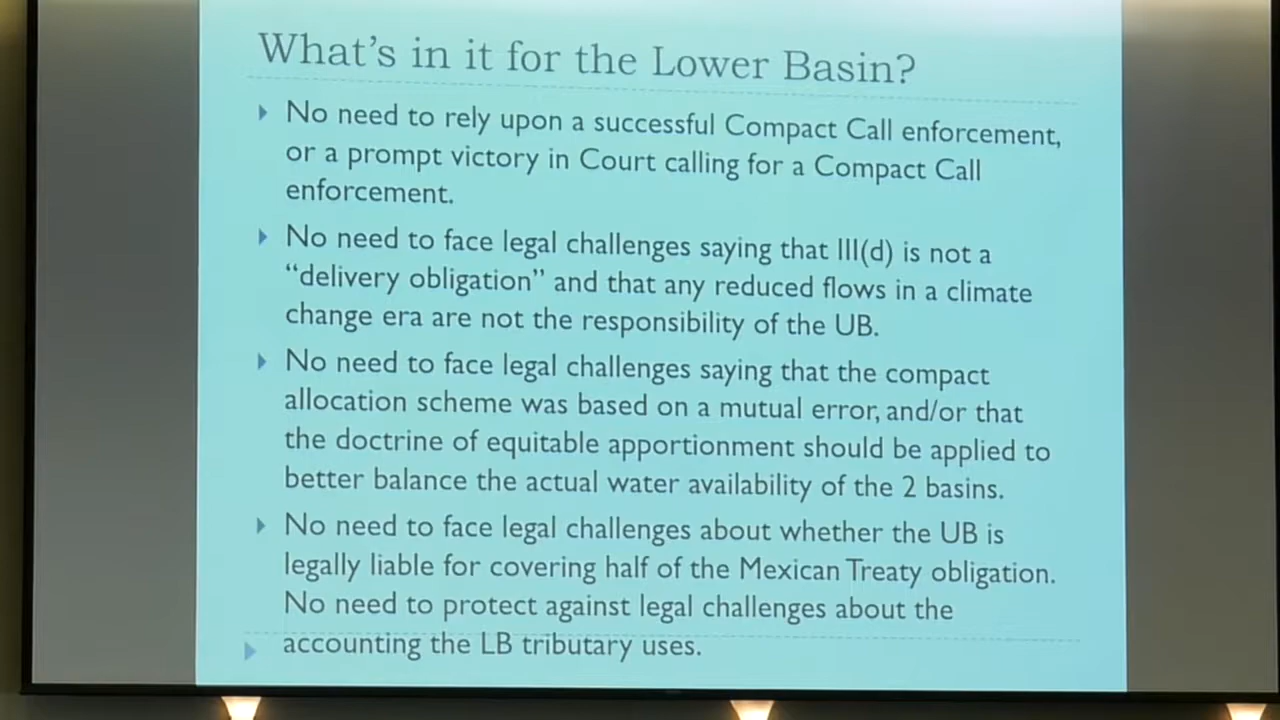 What's in it for the Lower Basin?
No need to rely upon a successful Compact Call enforcement,
or a prompt victory in Court calling for a Compact Call
enforcement.
No need to face legal challenges saying that III(d) is not a
“delivery obligation” and that any reduced flows in a climate
change era are not the responsibility of the UB.
No need to face legal challenges saying that the compact
allocation scheme was based on a mutual error, and/or that
the doctrine of equitable apportionment should be applied to
better balance the actual water availability of the 2 basins.
No need to face legal challenges about whether the UB is
legally liable for covering half of the Mexican Treaty obligation.
No need to protect against legal challenges about the
accounting the LB tributary uses.